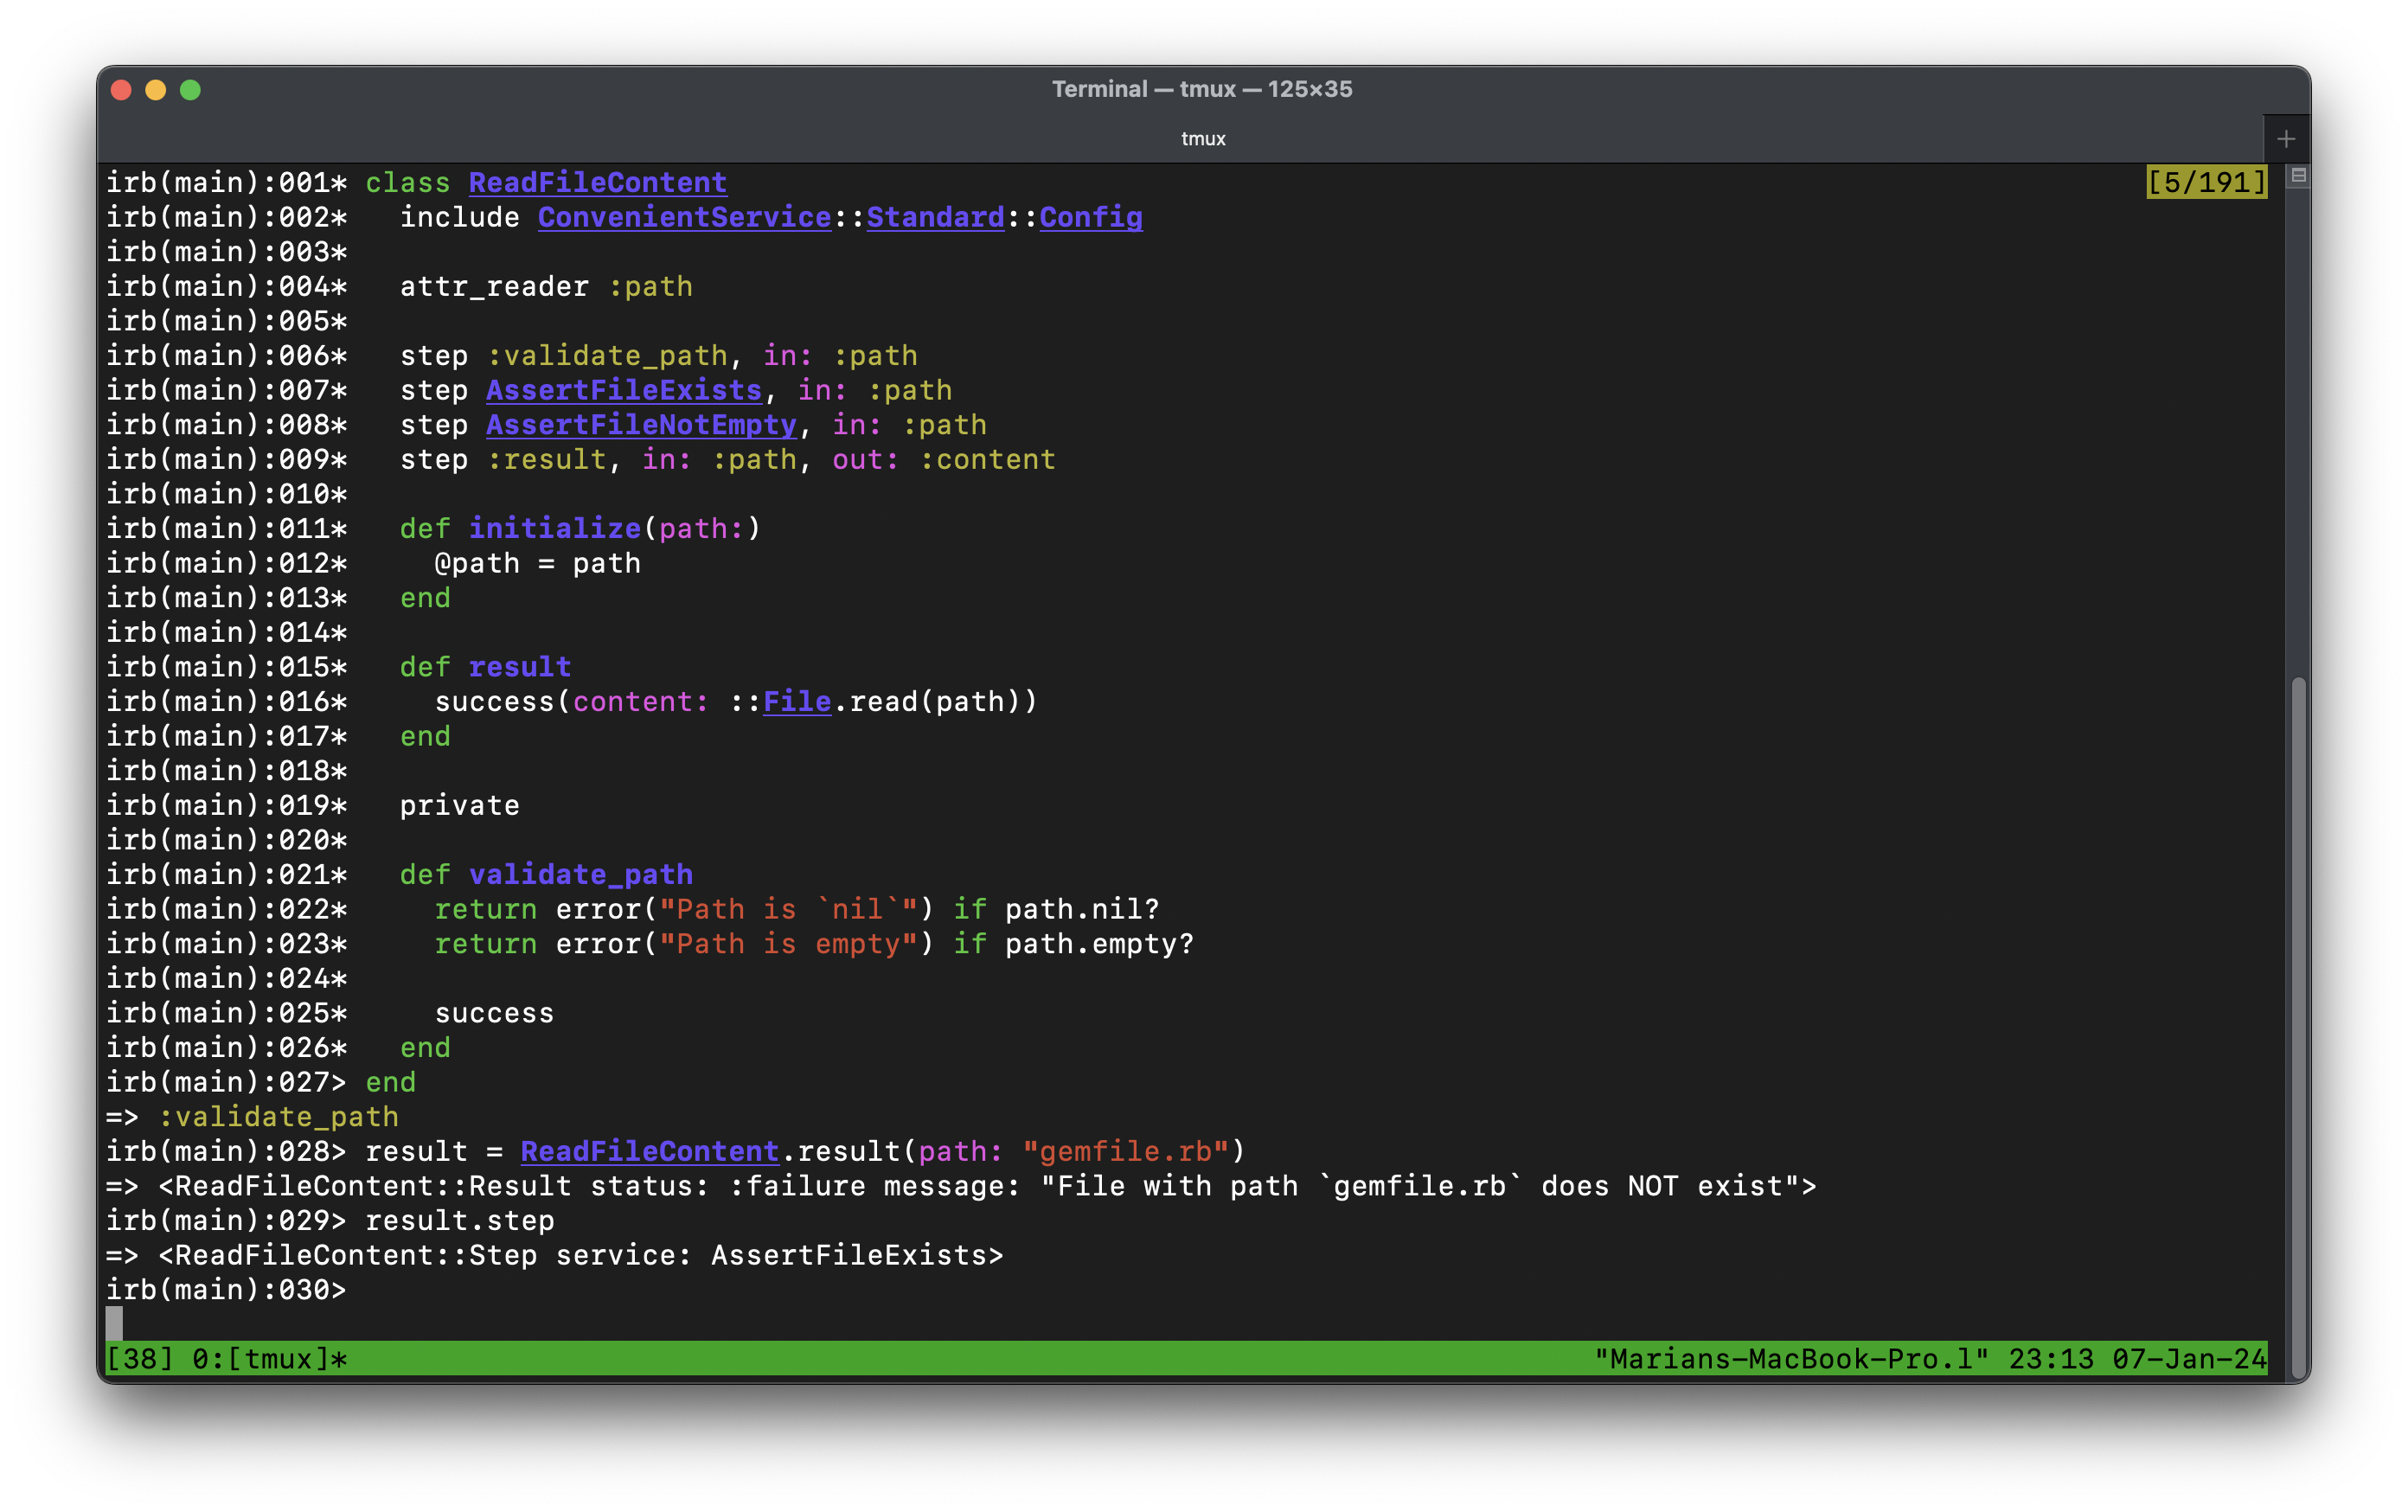 Terminal — tmux — 125×35
tmux
irb(main):001* class ReadFileContent [5/191]
irb(main):002*   include ConvenientService::Standard::Config
irb(main):003*
irb(main):004*   attr_reader :path
irb(main):005*
irb(main):006*   step :validate_path, in: :path
irb(main):007*   step AssertFileExists, in: :path
irb(main):008*   step AssertFileNotEmpty, in: :path
irb(main):009*   step :result, in: :path, out: :content
irb(main):010*
irb(main):011*   def initialize(path:)
irb(main):012*     @path = path
irb(main):013*   end
irb(main):014*
irb(main):015*   def result
irb(main):016*     success(content: ::File.read(path))
irb(main):017*   end
irb(main):018*
irb(main):019*   private
irb(main):020*
irb(main):021*   def validate_path
irb(main):022*     return error("Path is `nil`") if path.nil?
irb(main):023*     return error("Path is empty") if path.empty?
irb(main):024*
irb(main):025*     success
irb(main):026*   end
irb(main):027> end
=> :validate_path
irb(main):028> result = ReadFileContent.result(path: "gemfile.rb")
=> <ReadFileContent::Result status: :failure message: "File with path `gemfile.rb` does NOT exist">
irb(main):029> result.step
=> <ReadFileContent::Step service: AssertFileExists>
irb(main):030>
[38] 0:[tmux]* "Marians-MacBook-Pro.l" 23:13 07-Jan-24